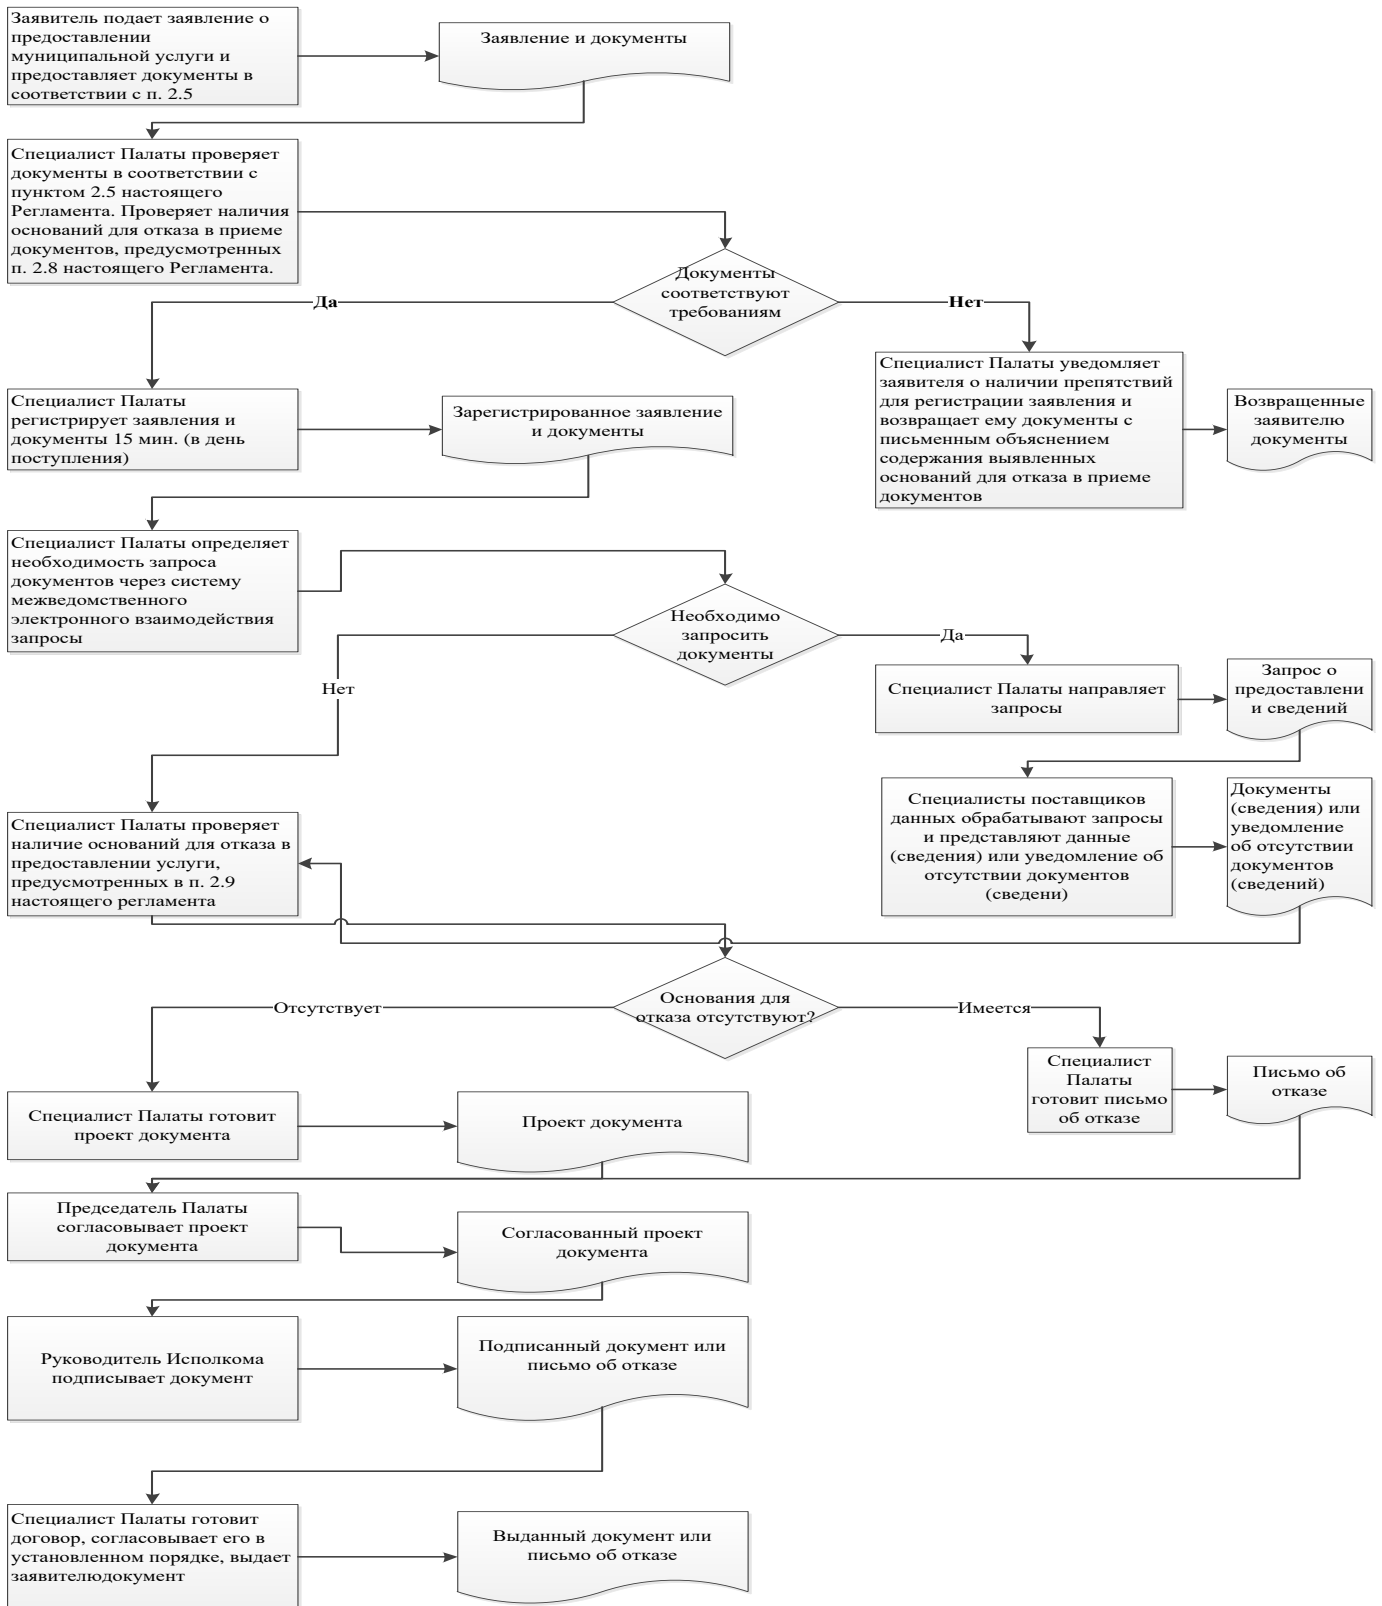 Заявитель подает заявление о
предоставлении
муниципальной услуги и
предоставляет документы в
соответствии с п. 2.5
Заявление и документы
Специалист Палаты проверяет
документы в соответствии с
пунктом 2.5 настоящего
Регламента. Проверяет наличия
оснований для отказа в приеме
документов, предусмотренных
п. 2.8 настоящего Регламента.
Документы
соответствуют
требованиям
Да
Нет
Специалист Палаты
регистрирует заявления и
документы 15 мин. (в день
поступления)
Зарегистрированное заявление
и документы
Специалист Палаты уведомляет
заявителя о наличии препятствий
для регистрации заявления и
возвращает ему документы с
письменным объяснением
содержания выявленных
оснований для отказа в приеме
документов
Возвращенные
заявителю
документы
Специалист Палаты определяет
необходимость запроса
документов через систему
межведомственного
электронного взаимодействия
запросы
Необходимо
запросить
документы
Да
Нет
Специалист Палаты направляет
запросы
Запрос о
предоставлени
и сведений
Специалисты поставщиков
данных обрабатывают запросы
и представляют данные
(сведения) или уведомление об
отсутствии документов
(сведени)
Документы
(сведения) или
уведомление
об отсутствии
документов
(сведений)
Специалист Палаты проверяет
наличие оснований для отказа в
предоставлении услуги,
предусмотренных в п. 2.9
настоящего регламента
Основания для
отказа отсутствуют?
Отсутствует
Имеется
Специалист
Палаты
готовит письмо
об отказе
Письмо об
отказе
Специалист Палаты готовит
проект документа
Проект документа
Председатель Палаты
согласовывает проект
документа
Согласованный проект
документа
Руководитель Исполкома
подписывает документ
Подписанный документ или
письмо об отказе
Специалист Палаты готовит
договор, согласовывает его в
установленном порядке, выдает
заявителюдокумент
Выданный документ или
письмо об отказе